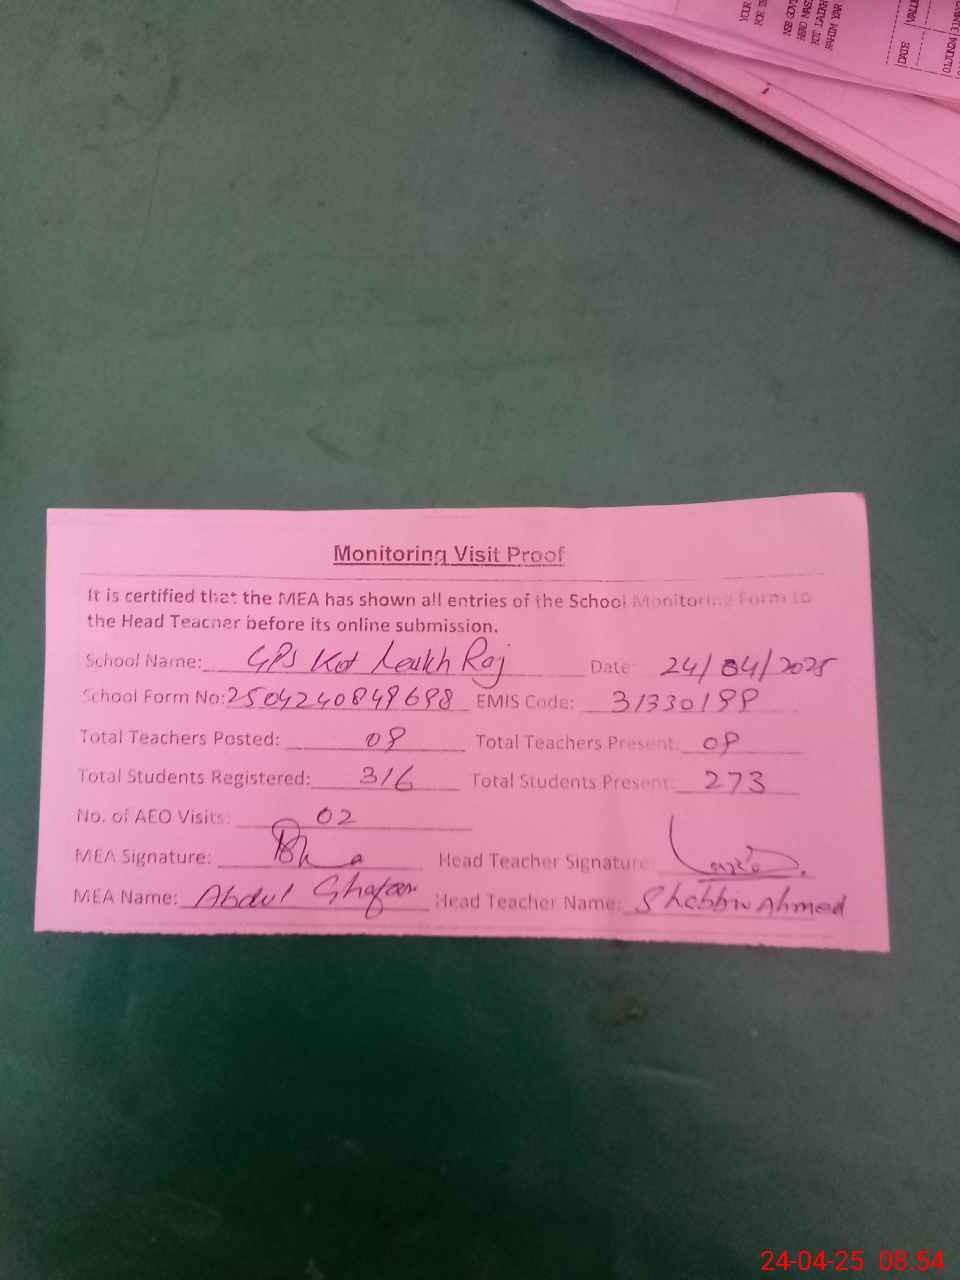 DATE
Monitoring Visit Proof
It is certified that the MEA has shown all entries of the School Monitoring Form to
the Head Teacher before its online submission.
School Name: GPS Kot Leukh Raj Date: 24/04/2025
School Form No: 2504240849698 EMIS Code: 31330199
Total Teachers Posted: 08 Total Teachers Present: 08
Total Students Registered: 316 Total Students Present: 273
No. of AEO Visits: 02
MEA Signature: Head Teacher Signature:
MEA Name: Abdul Ghafoor Head Teacher Name: Shabbir Ahmed
24-04-25 08:54